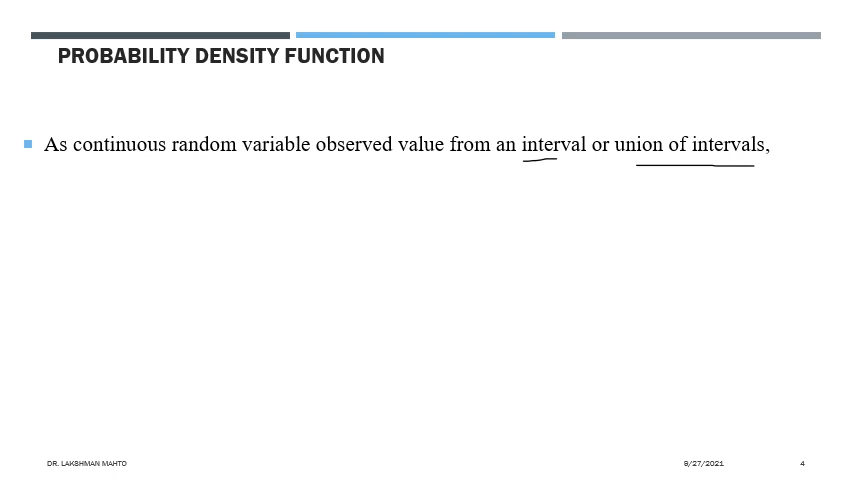 PROBABILITY DENSITY FUNCTION
As continuous random variable observed value from an interval or union of intervals,
DR. LAKSHMAN MAHTO
9/27/2021
4